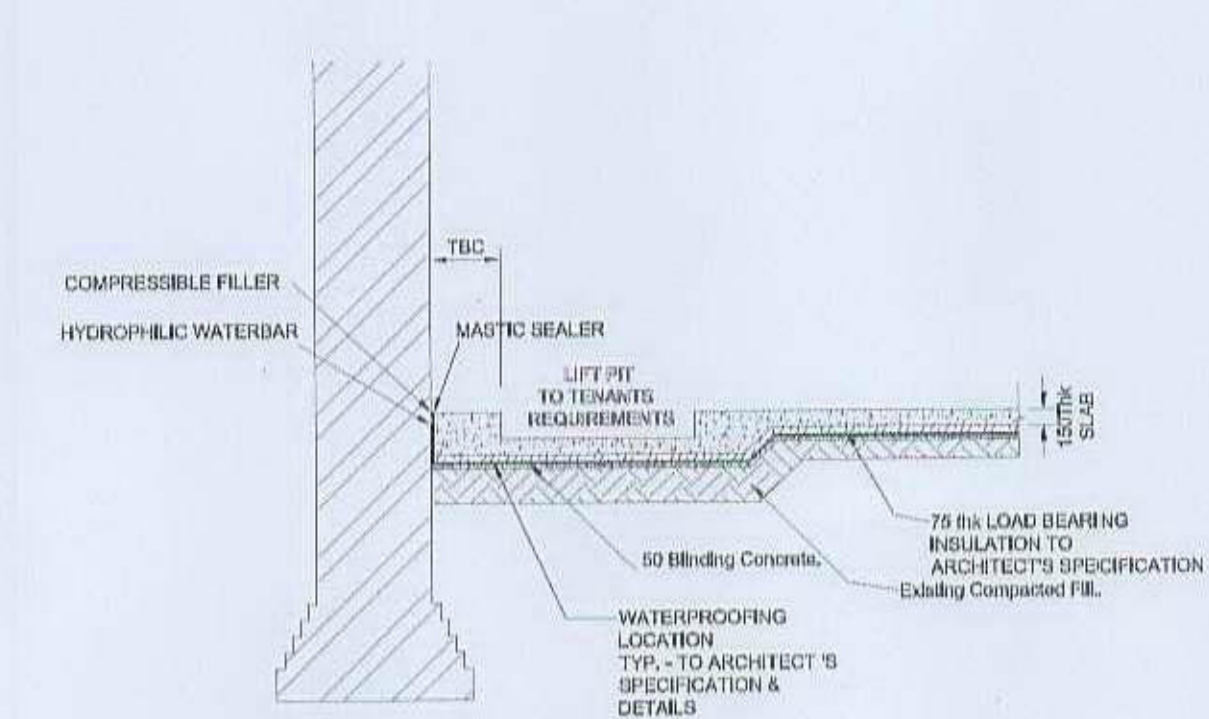 TBC
COMPRESSIBLE FILLER
HYDROPHILIC WATERBAR
MASTIC SEALER
LIFT PIT
TO TENANTS
REQUIREMENTS
150Thk
SLAB
75 thk LOAD BEARING
INSULATION TO
ARCHITECT'S SPECIFICATION
50 Blinding Concrete.
Existing Compacted Fill..
WATERPROOFING
LOCATION
TYP. - TO ARCHITECT 'S
SPECIFICATION &
DETAILS